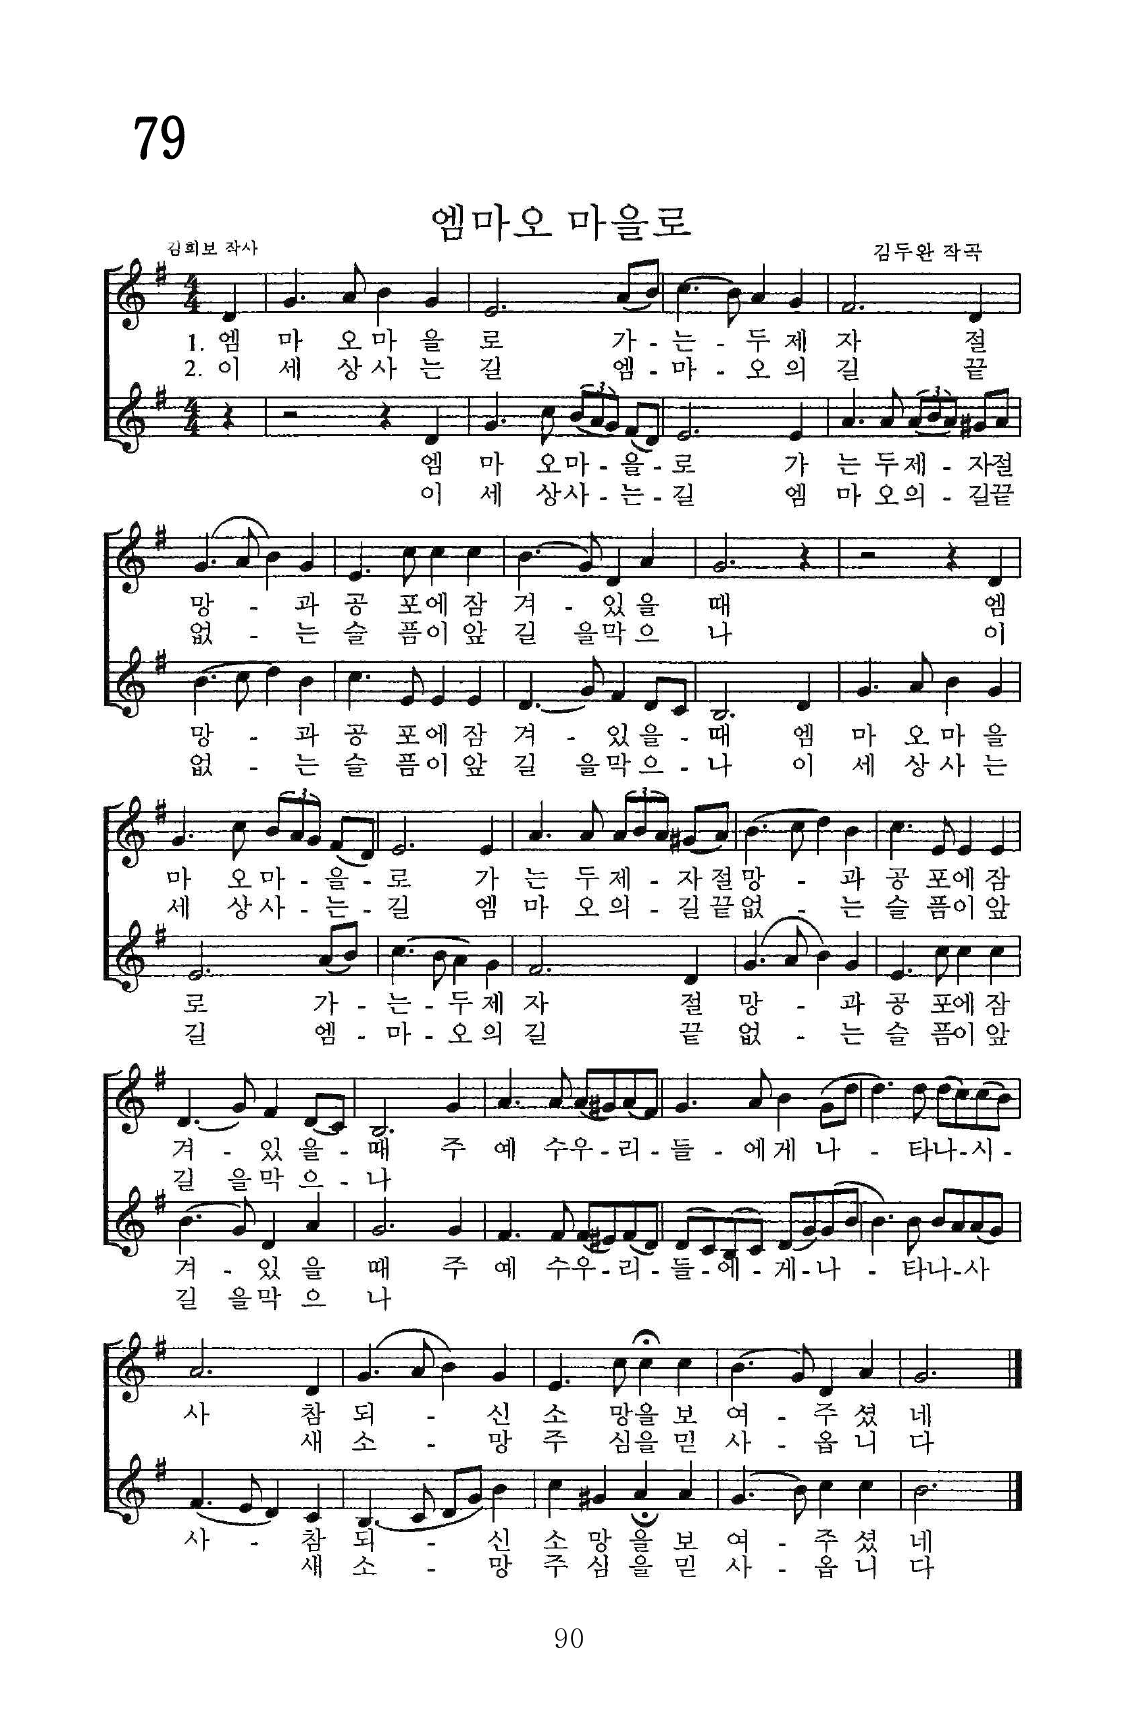 79
엠마오 마을로
김희보 작사
김두완 작곡
1. 엠 마 오 마 을 로 가 - 는 - 두 제 자 절
2. 이 세 상 사 는 길 엠 - 마 - 오 의 길 끝
엠 마 오 마 - 을 - 로 가 는 두 제 - 자 절
이 세 상 사 - 는 - 길 엠 마 오 의 - 길 끝
망 - 과 공 포 에 잠 겨 - 있 을 때 엠
없 - 는 슬 픔 이 앞 길 을 막 으 나 이
망 - 과 공 포 에 잠 겨 - 있 을 - 때 엠 마 오 마 을
없 - 는 슬 픔 이 앞 길 을 막 으 - 나 이 세 상 사 는
마 오 마 - 을 - 로 가 는 두 제 - 자 절 망 - 과 공 포 에 잠
세 상 사 - 는 - 길 엠 마 오 의 - 길 끝 없 - 는 슬 픔 이 앞
로 가 - 는 - 두 제 자 절 망 - 과 공 포 에 잠
길 엠 - 마 - 오 의 길 끝 없 - 는 슬 픔 이 앞
겨 - 있 을 - 때 주 예 수 우 - 리 - 들 - 에 게 나 - 타 나 - 시 -
길 을 막 으 - 나
겨 - 있 을 때 주 예 수 우 - 리 - 들 - 에 - 게 - 나 - 타 나 - 사
길 을 막 으 나
사 참 되 - 신 소 망 을 보 여 - 주 셨 네
새 소 - 망 주 심 을 믿 사 - 옵 니 다
사 - 참 되 - 신 소 망 을 보 여 - 주 셨 네
새 소 - 망 주 심 을 믿 사 - 옵 니 다
90